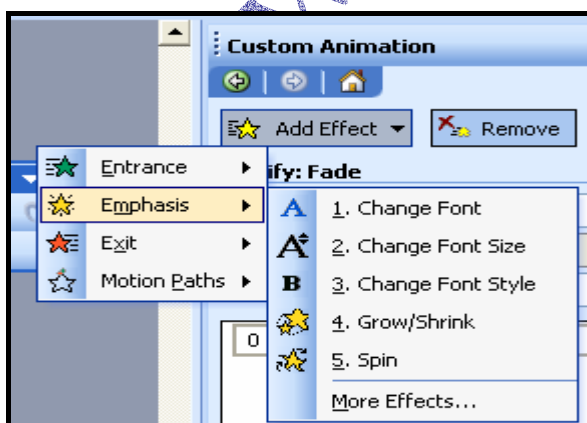 Custom Animation
Add Effect
Remove
ify: Fade
Entrance
Emphasis
Exit
Motion Paths
1. Change Font
2. Change Font Size
3. Change Font Style
4. Grow/Shrink
5. Spin
More Effects...
0